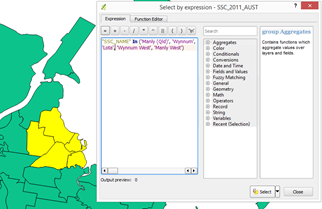 Select by expression - SSC_2011_AUST
Expression
Function Editor
= + - / * ^ || ( ) '\n'
"SSC_NAME" In ('Manly (Qld)', 'Wynnum',
'Lota', 'Wynnum West', 'Manly West')
Search
Aggregates
Color
Conditionals
Conversions
Date and Time
Fields and Values
Fuzzy Matching
General
Geometry
Math
Operators
Record
String
Variables
Recent (Selection)
group Aggregates
Contains functions which
aggregate values over
layers and fields.
Output preview: 0
Select
Close